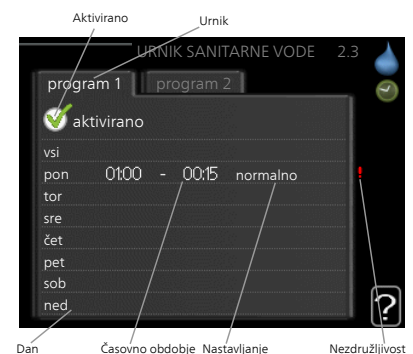 Aktivirano
Urnik
URNIK SANITARNE VODE 2.3
program 1 program 2
aktivirano
vsi
pon 01:00 - 00:15 normalno !
tor
sre
čet
pet
sob
ned
?
Dan Časovno obdobje Nastavljanje Nezdružljivost